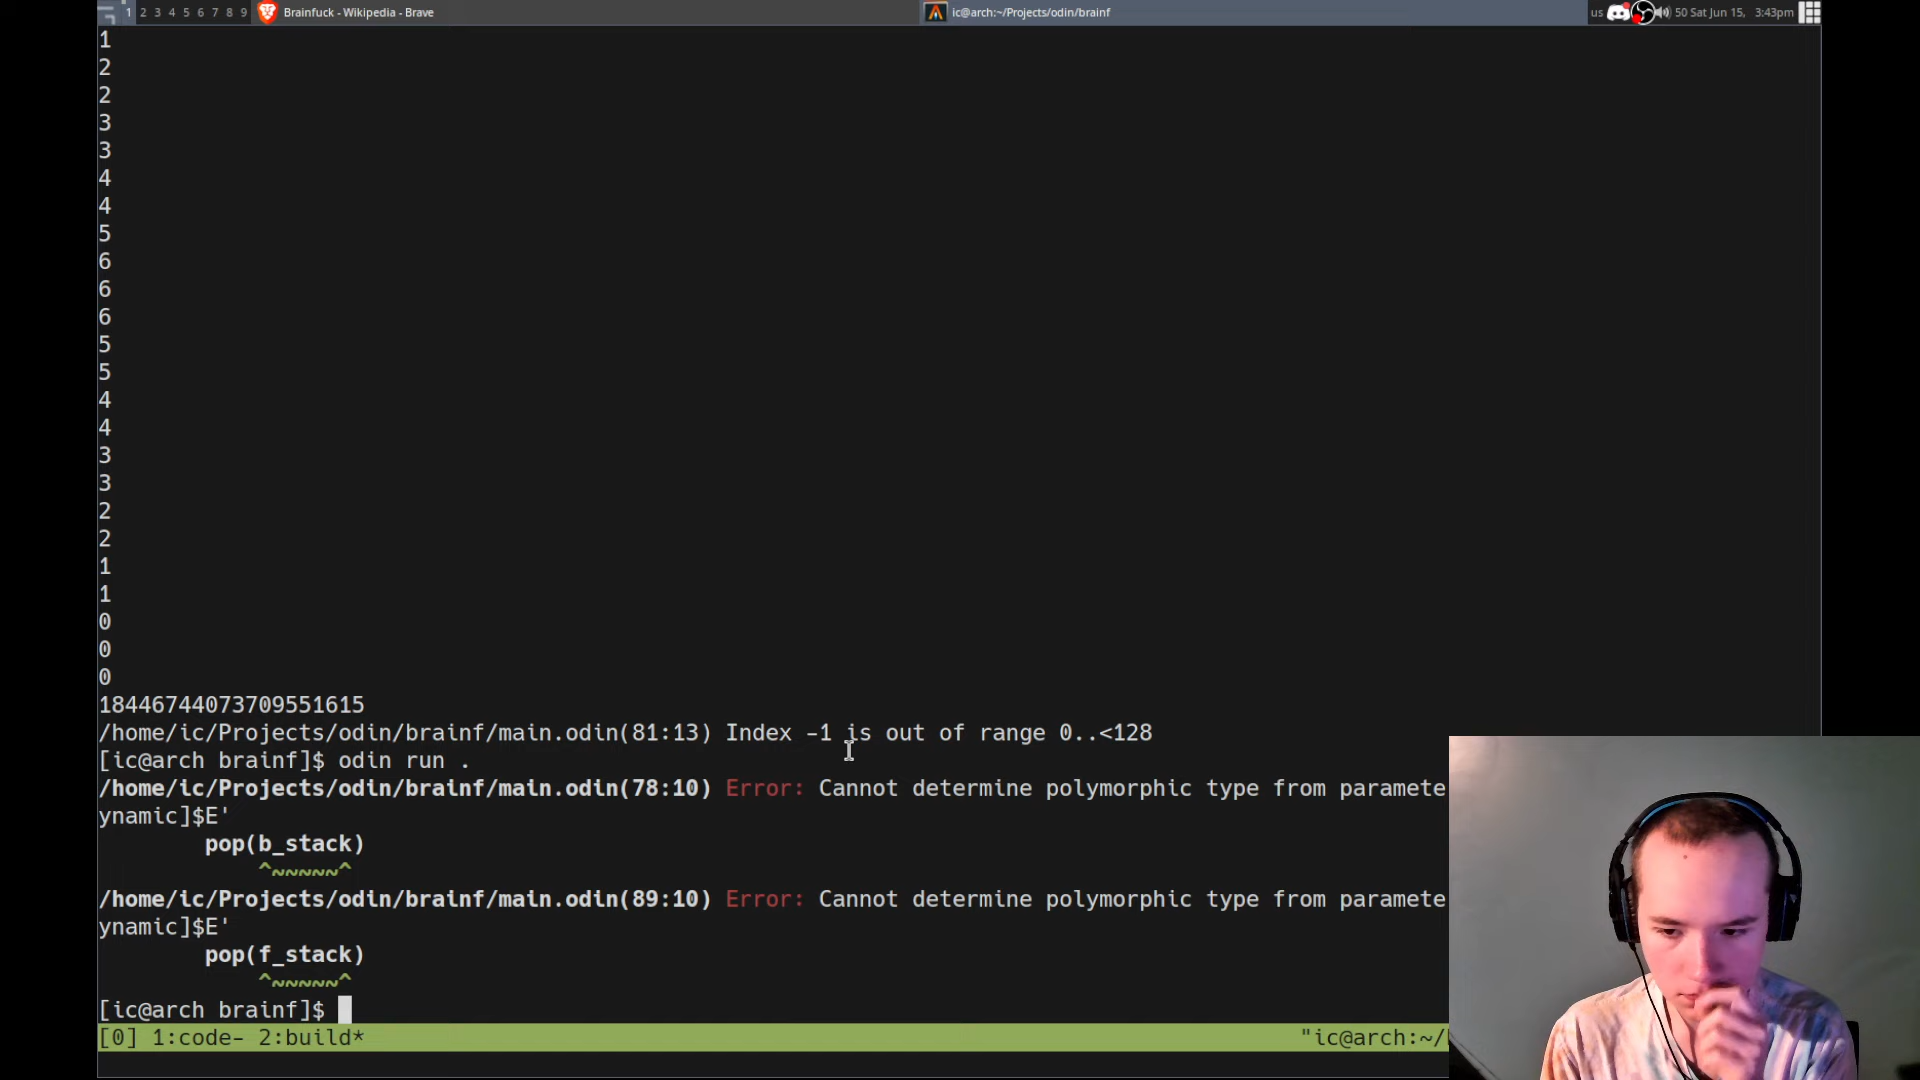 1 2 3 4 5 6 7 8 9 Brainfuck - Wikipedia - Brave ic@arch:~/Projects/odin/brainf us 50 Sat Jun 15, 3:43pm
1
2
2
3
3
4
4
5
6
6
6
5
5
4
4
3
3
2
2
1
1
0
0
0
18446744073709551615
/home/ic/Projects/odin/brainf/main.odin(81:13) Index -1 is out of range 0..<128
[ic@arch brainf]$ odin run .
/home/ic/Projects/odin/brainf/main.odin(78:10) Error: Cannot determine polymorphic type from paramete
ynamic]$E'
pop(b_stack)
^~~~~~^
/home/ic/Projects/odin/brainf/main.odin(89:10) Error: Cannot determine polymorphic type from paramete
ynamic]$E'
pop(f_stack)
^~~~~~^
[ic@arch brainf]$
[0] 1:code- 2:build* "ic@arch:~/